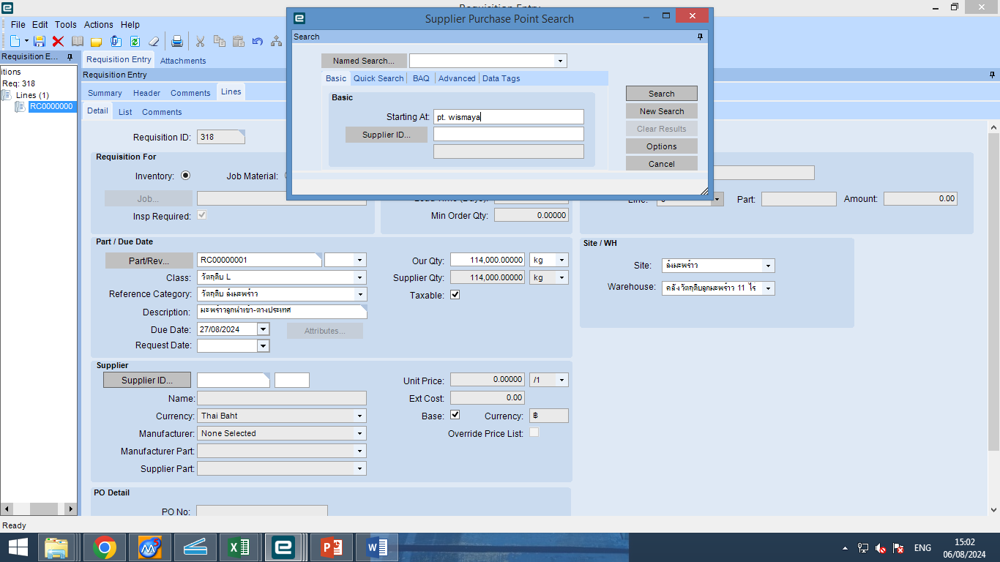 Requisition Entry
Supplier Purchase Point Search
File Edit Tools Actions Help
Search
Requisition E...
Requisition Entry Attachments
Named Search...
itions
Requisition Entry
Basic Quick Search BAQ Advanced Data Tags
Req: 318
Summary Header Comments Lines
Lines (1)
Basic
Search
RC0000000
Detail List Comments
Starting At: pt. wismaya
New Search
Supplier ID...
Clear Results
Requisition ID: 318
Options
Requisition For
Cancel
Inventory: Job Material:
Job...
Lead Time (Days):
Line: Part: Amount: 0.00
Insp Required:
Min Order Qty: 0.00000
Part / Due Date
Site / WH
Part/Rev... RC00000001
Our Qty: 114,000.00000 kg
Site: ล้งมะพร้าว
Class: วัตถุดิบ L
Supplier Qty: 114,000.00000 kg
Warehouse: คลังวัตถุดิบลูกมะพร้าว 11 ไร่
Reference Category: วัตถุดิบ ล้งมะพร้าว
Taxable:
Description: มะพร้าวลูกนำเข้า-ต่างประเทศ
Due Date: 27/08/2024
Attributes...
Request Date:
Supplier
Supplier ID...
Unit Price: 0.00000 /1
Name:
Ext Cost: 0.00
Currency: Thai Baht
Base: Currency: ฿
Manufacturer: None Selected
Override Price List:
Manufacturer Part:
Supplier Part:
PO Detail
PO No:
Ready
ENG
15:02
06/08/2024